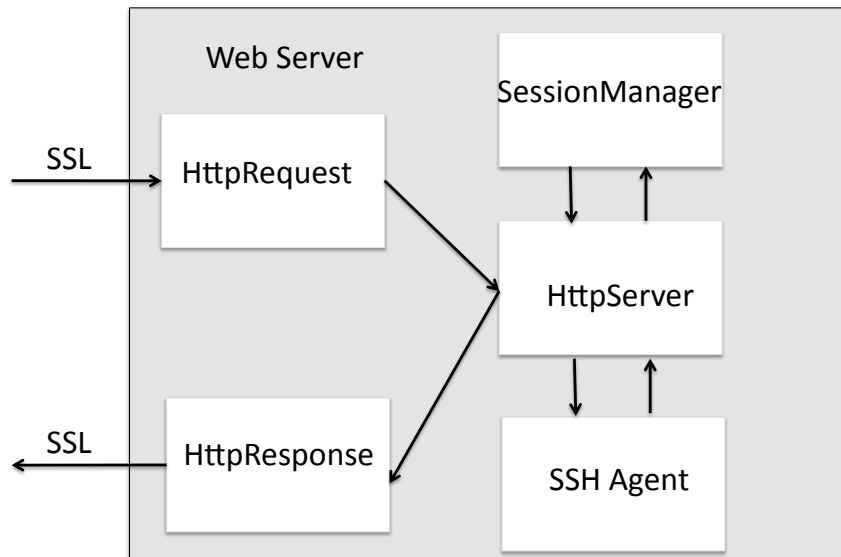 Web Server
SessionManager
SSL
HttpRequest
HttpServer
SSL
HttpResponse
SSH Agent